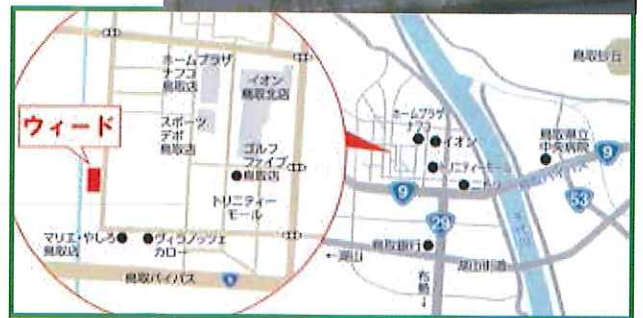 ホームプラザ
ナフコ
鳥取店
イオン
鳥取北店
スポーツ
デポ
鳥取店
ゴルフ
ファイブ
鳥取店
トリニティー
モール
ウィード
マリエ・やしろ
鳥取店
ヴィラノッツェ
カロー
鳥取バイパス
9
鳥取砂丘
ホームプラザ
ナフコ
イオン
トリニティーモール
ニトリ
鳥取県立
中央病院
9
9
53
29
鳥取銀行
←湖山
布勢
↓
湖山街道